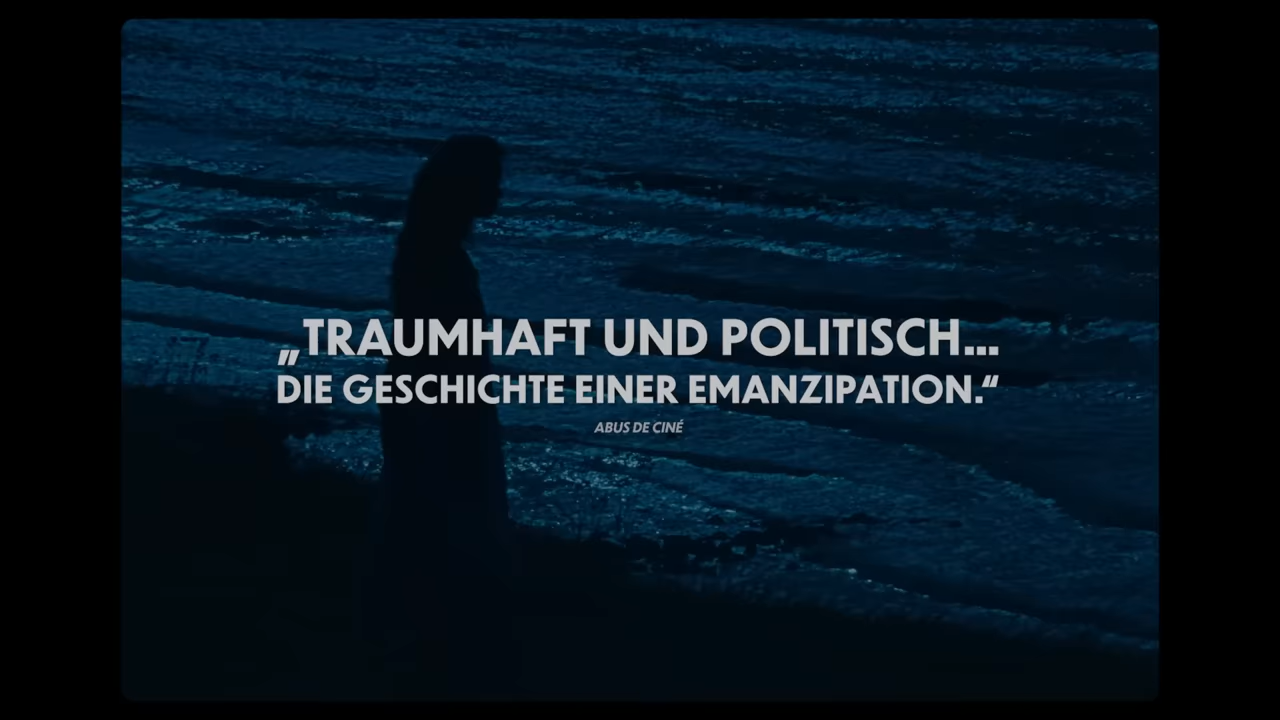 „TRAUMHAFT UND POLITISCH...
DIE GESCHICHTE EINER EMANZIPATION.“
ABUS DE CINÉ